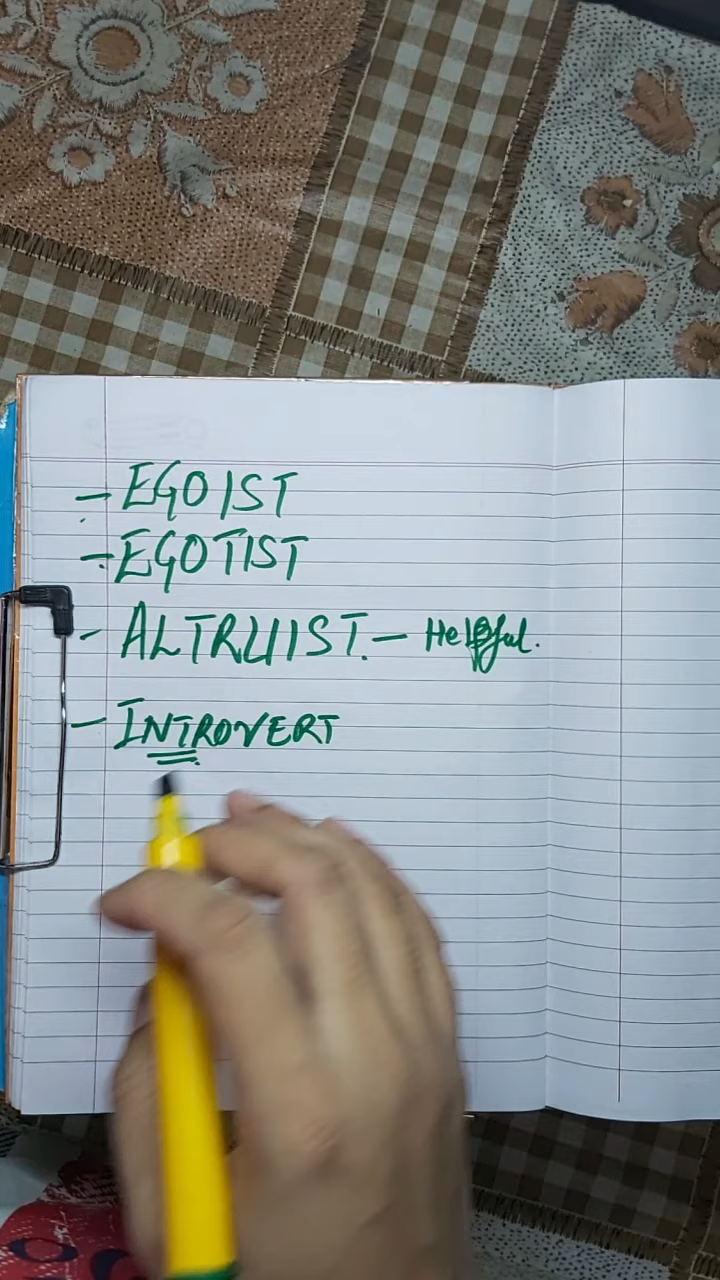 - EGOIST
- EGOTIST
- ALTRUIST. - Helpful.
- INTROVERT